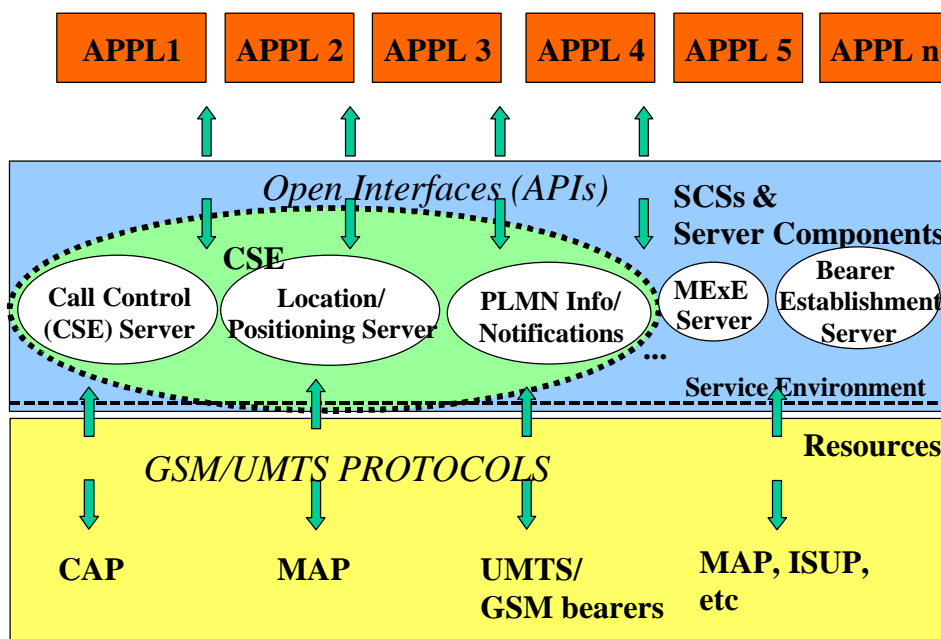 APPL1 APPL 2 APPL 3 APPL 4 APPL 5 APPL n
Open Interfaces (APIs)
SCSs &
Server Components
CSE
Call Control
(CSE) Server
Location/
Positioning Server
PLMN Info/
Notifications
MExE
Server
Bearer
Establishment
Server
...
Service Environment
Resources
GSM/UMTS PROTOCOLS
CAP
MAP
UMTS/
GSM bearers
MAP, ISUP,
etc